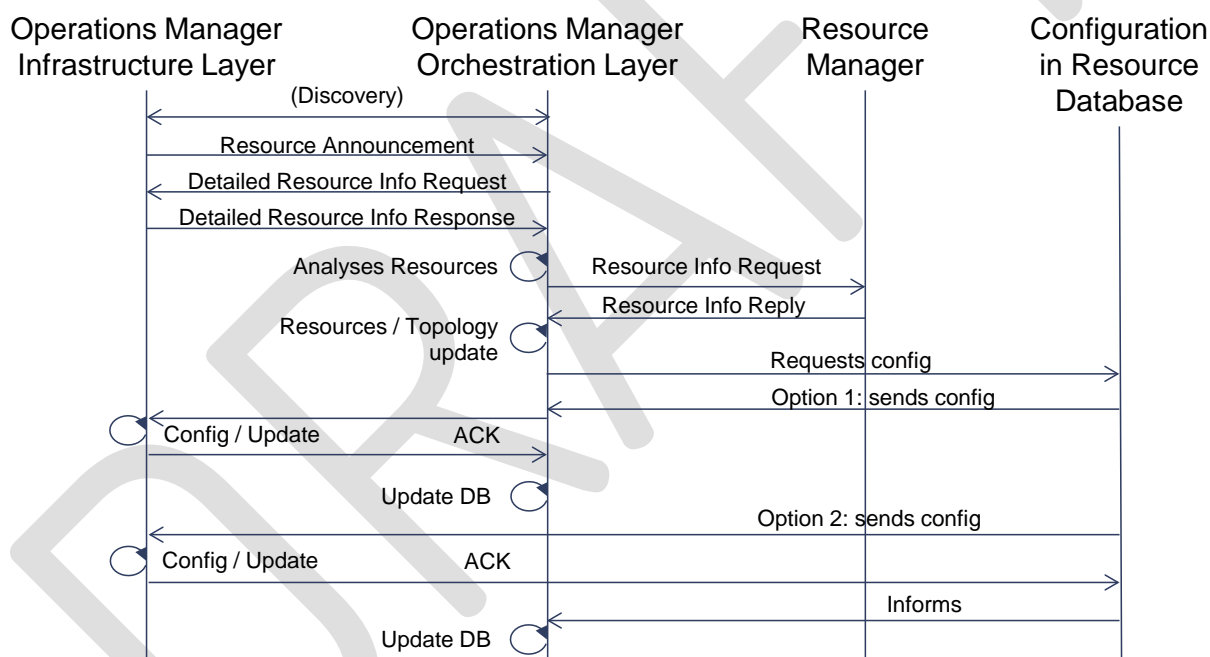 Operations Manager
Infrastructure Layer
Operations Manager
Orchestration Layer
Resource
Manager
Configuration
in Resource
Database
(Discovery)
Resource Announcement
Detailed Resource Info Request
Detailed Resource Info Response
Analyses Resources
Resource Info Request
Resource Info Reply
Resources / Topology
update
Requests config
Option 1: sends config
Config / Update
ACK
Update DB
Option 2: sends config
Config / Update
ACK
Informs
Update DB
DRAFT